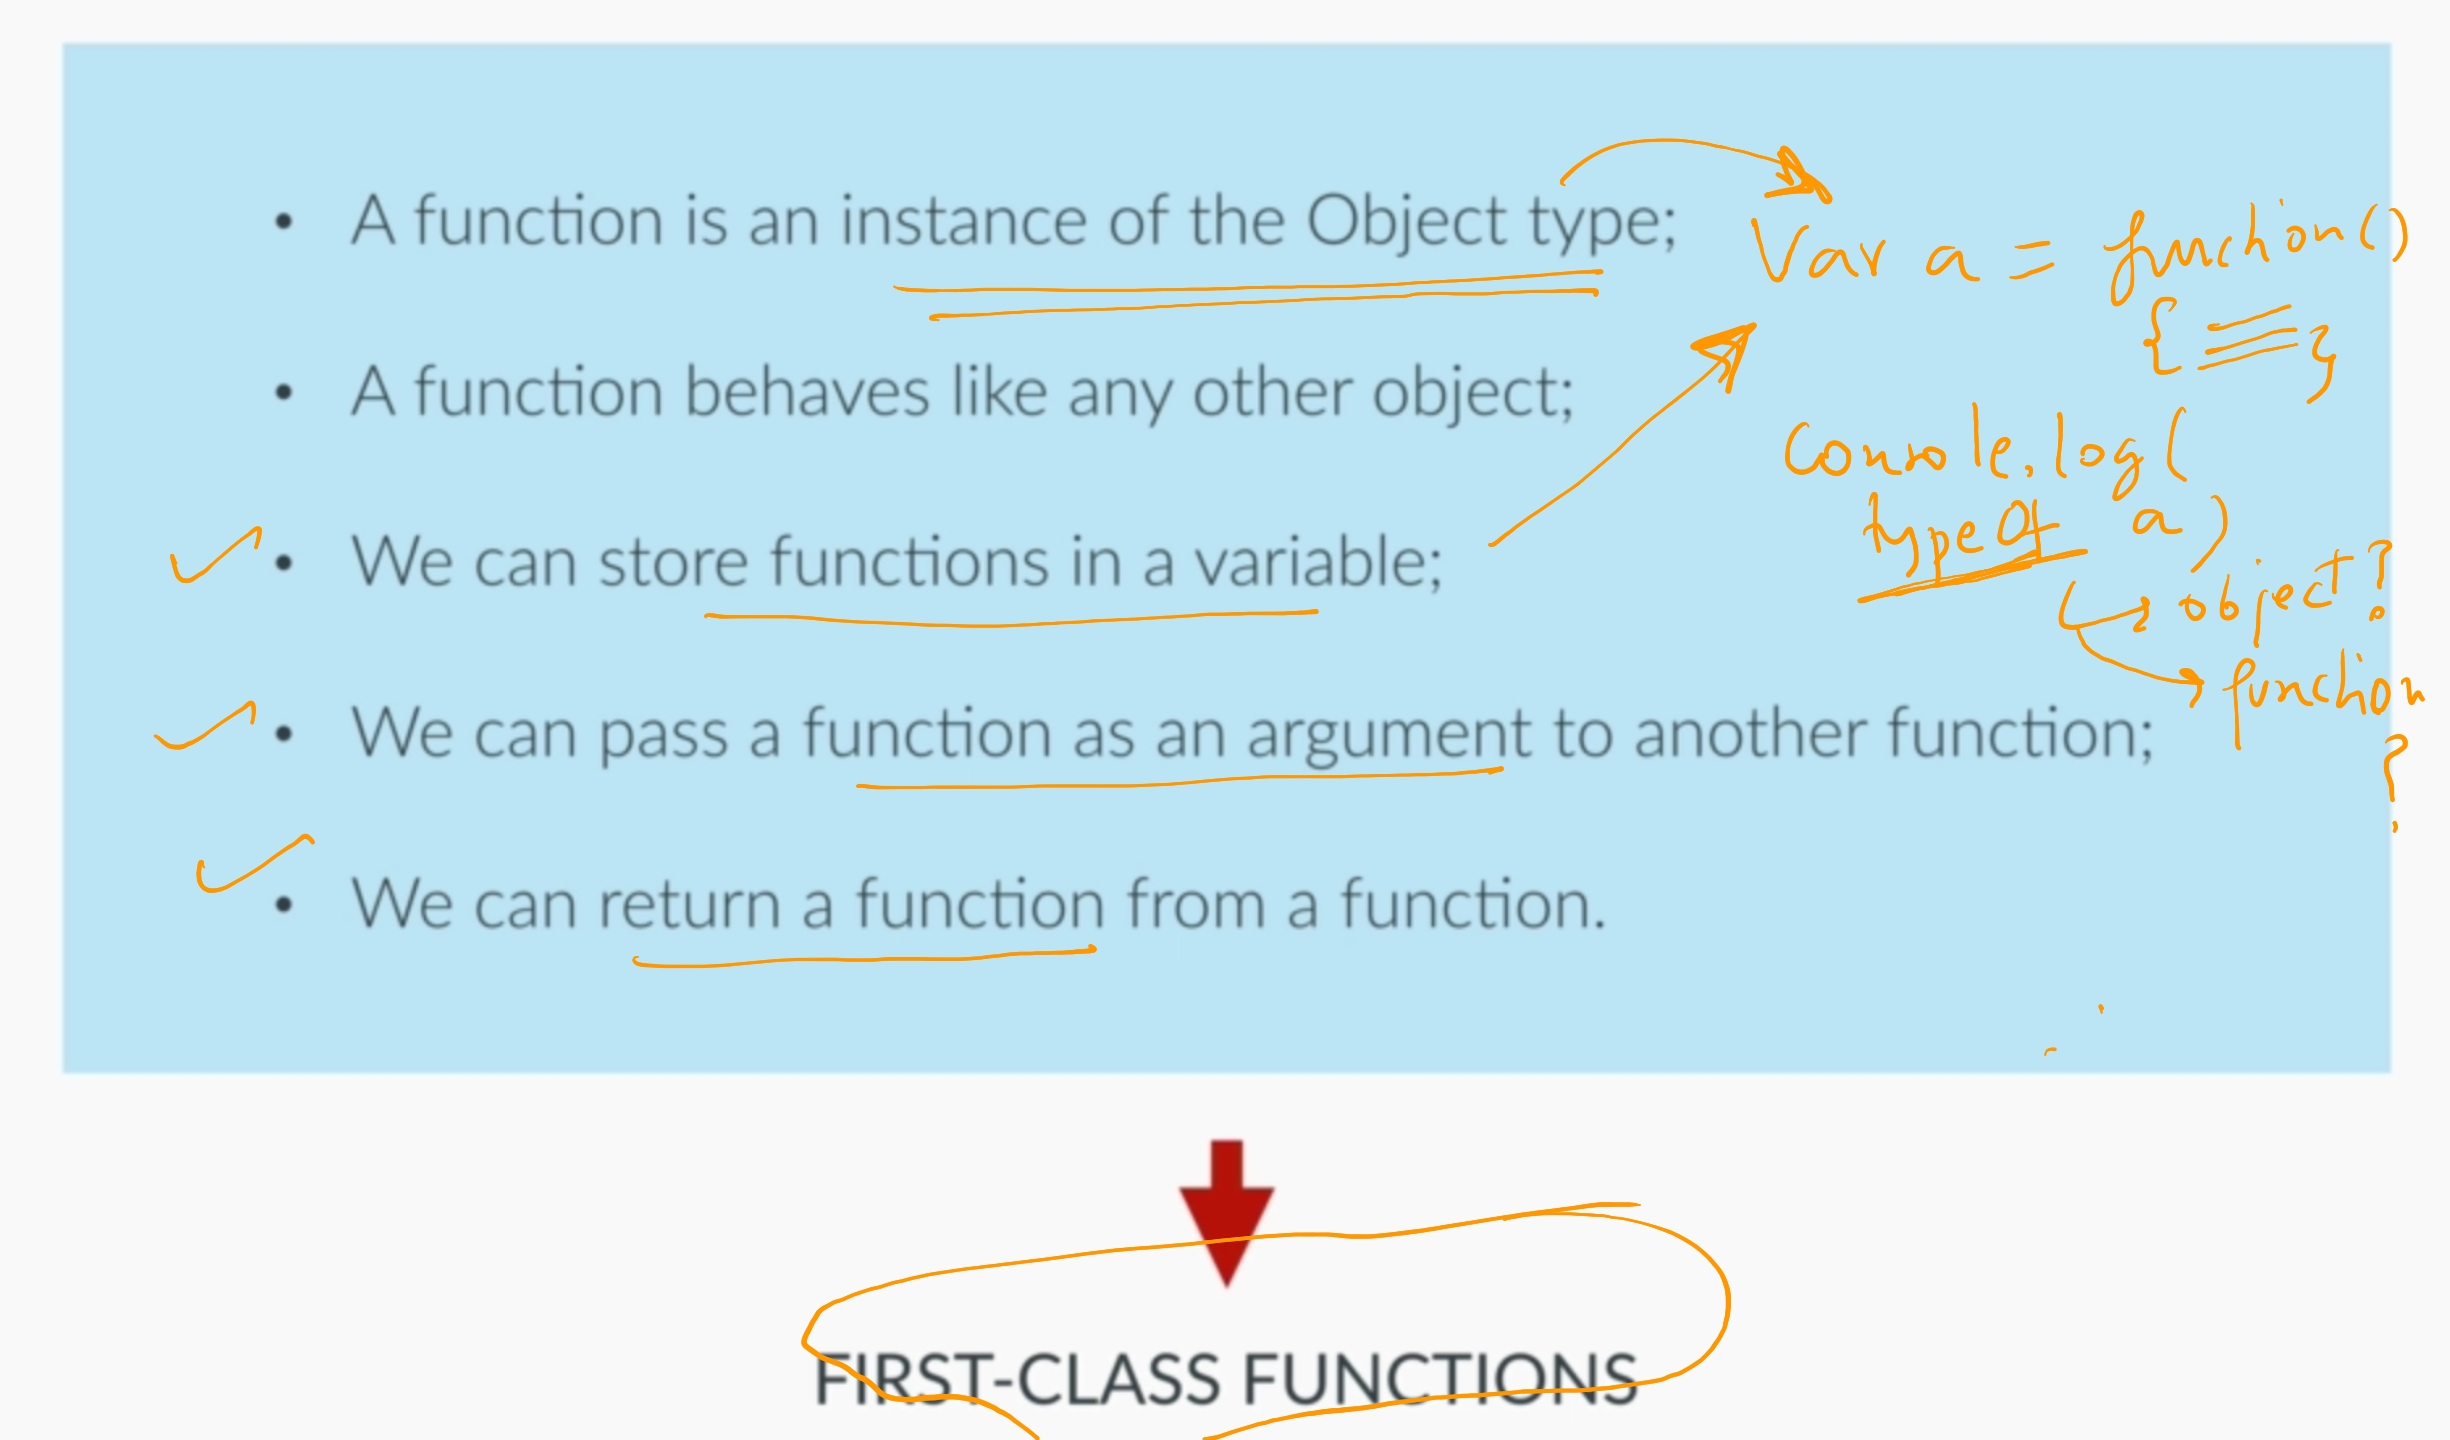 • A function is an instance of the Object type;
• A function behaves like any other object;
• We can store functions in a variable;
• We can pass a function as an argument to another function;
• We can return a function from a function.
Var a = function()
{ }
Console.log(
typeOf a)
object?
function
?
FIRST-CLASS FUNCTIONS